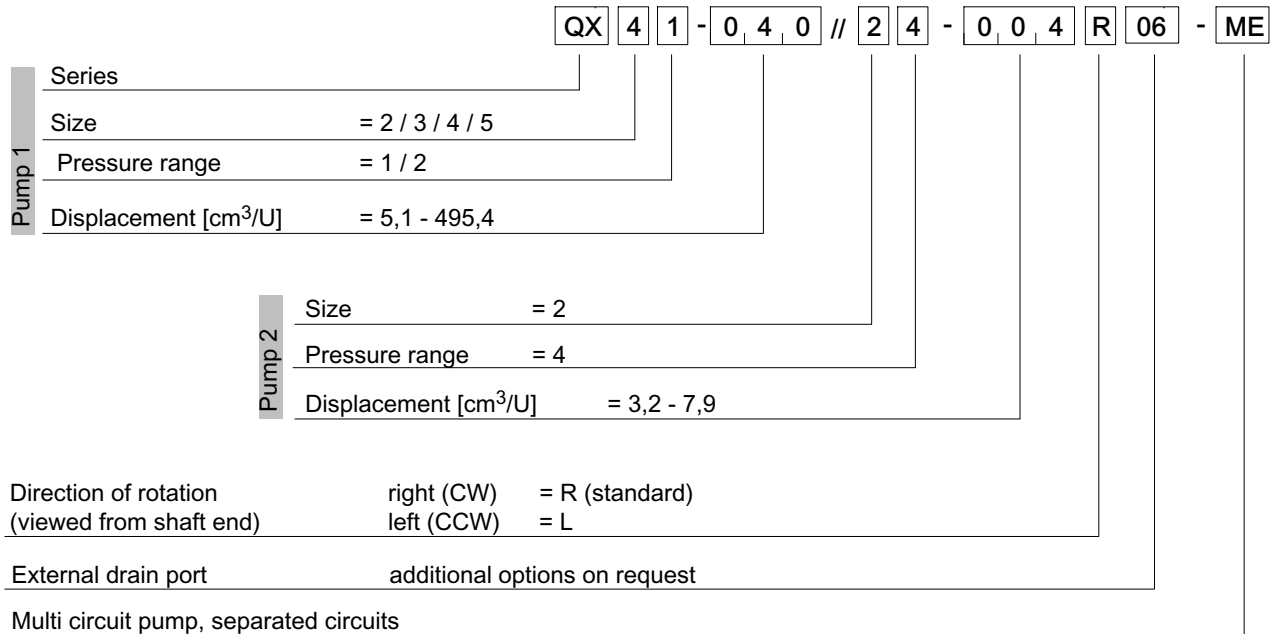 QX 4 1 - 0 4 0 // 2 4 - 0 0 4 R 06 - ME
Pump 1
Series
Size = 2 / 3 / 4 / 5
Pressure range = 1 / 2
Displacement [cm³/U] = 5,1 - 495,4
Pump 2
Size = 2
Pressure range = 4
Displacement [cm³/U] = 3,2 - 7,9
Direction of rotation right (CW) = R (standard)
(viewed from shaft end) left (CCW) = L
External drain port additional options on request
Multi circuit pump, separated circuits